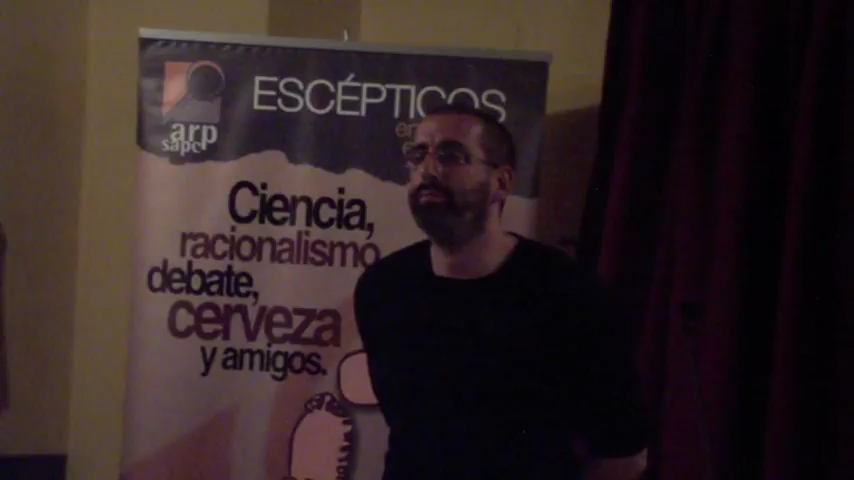 ESCÉPTICOS
arp
sapc
Ciencia,
racionalismo
debate,
cerveza
y amigos.